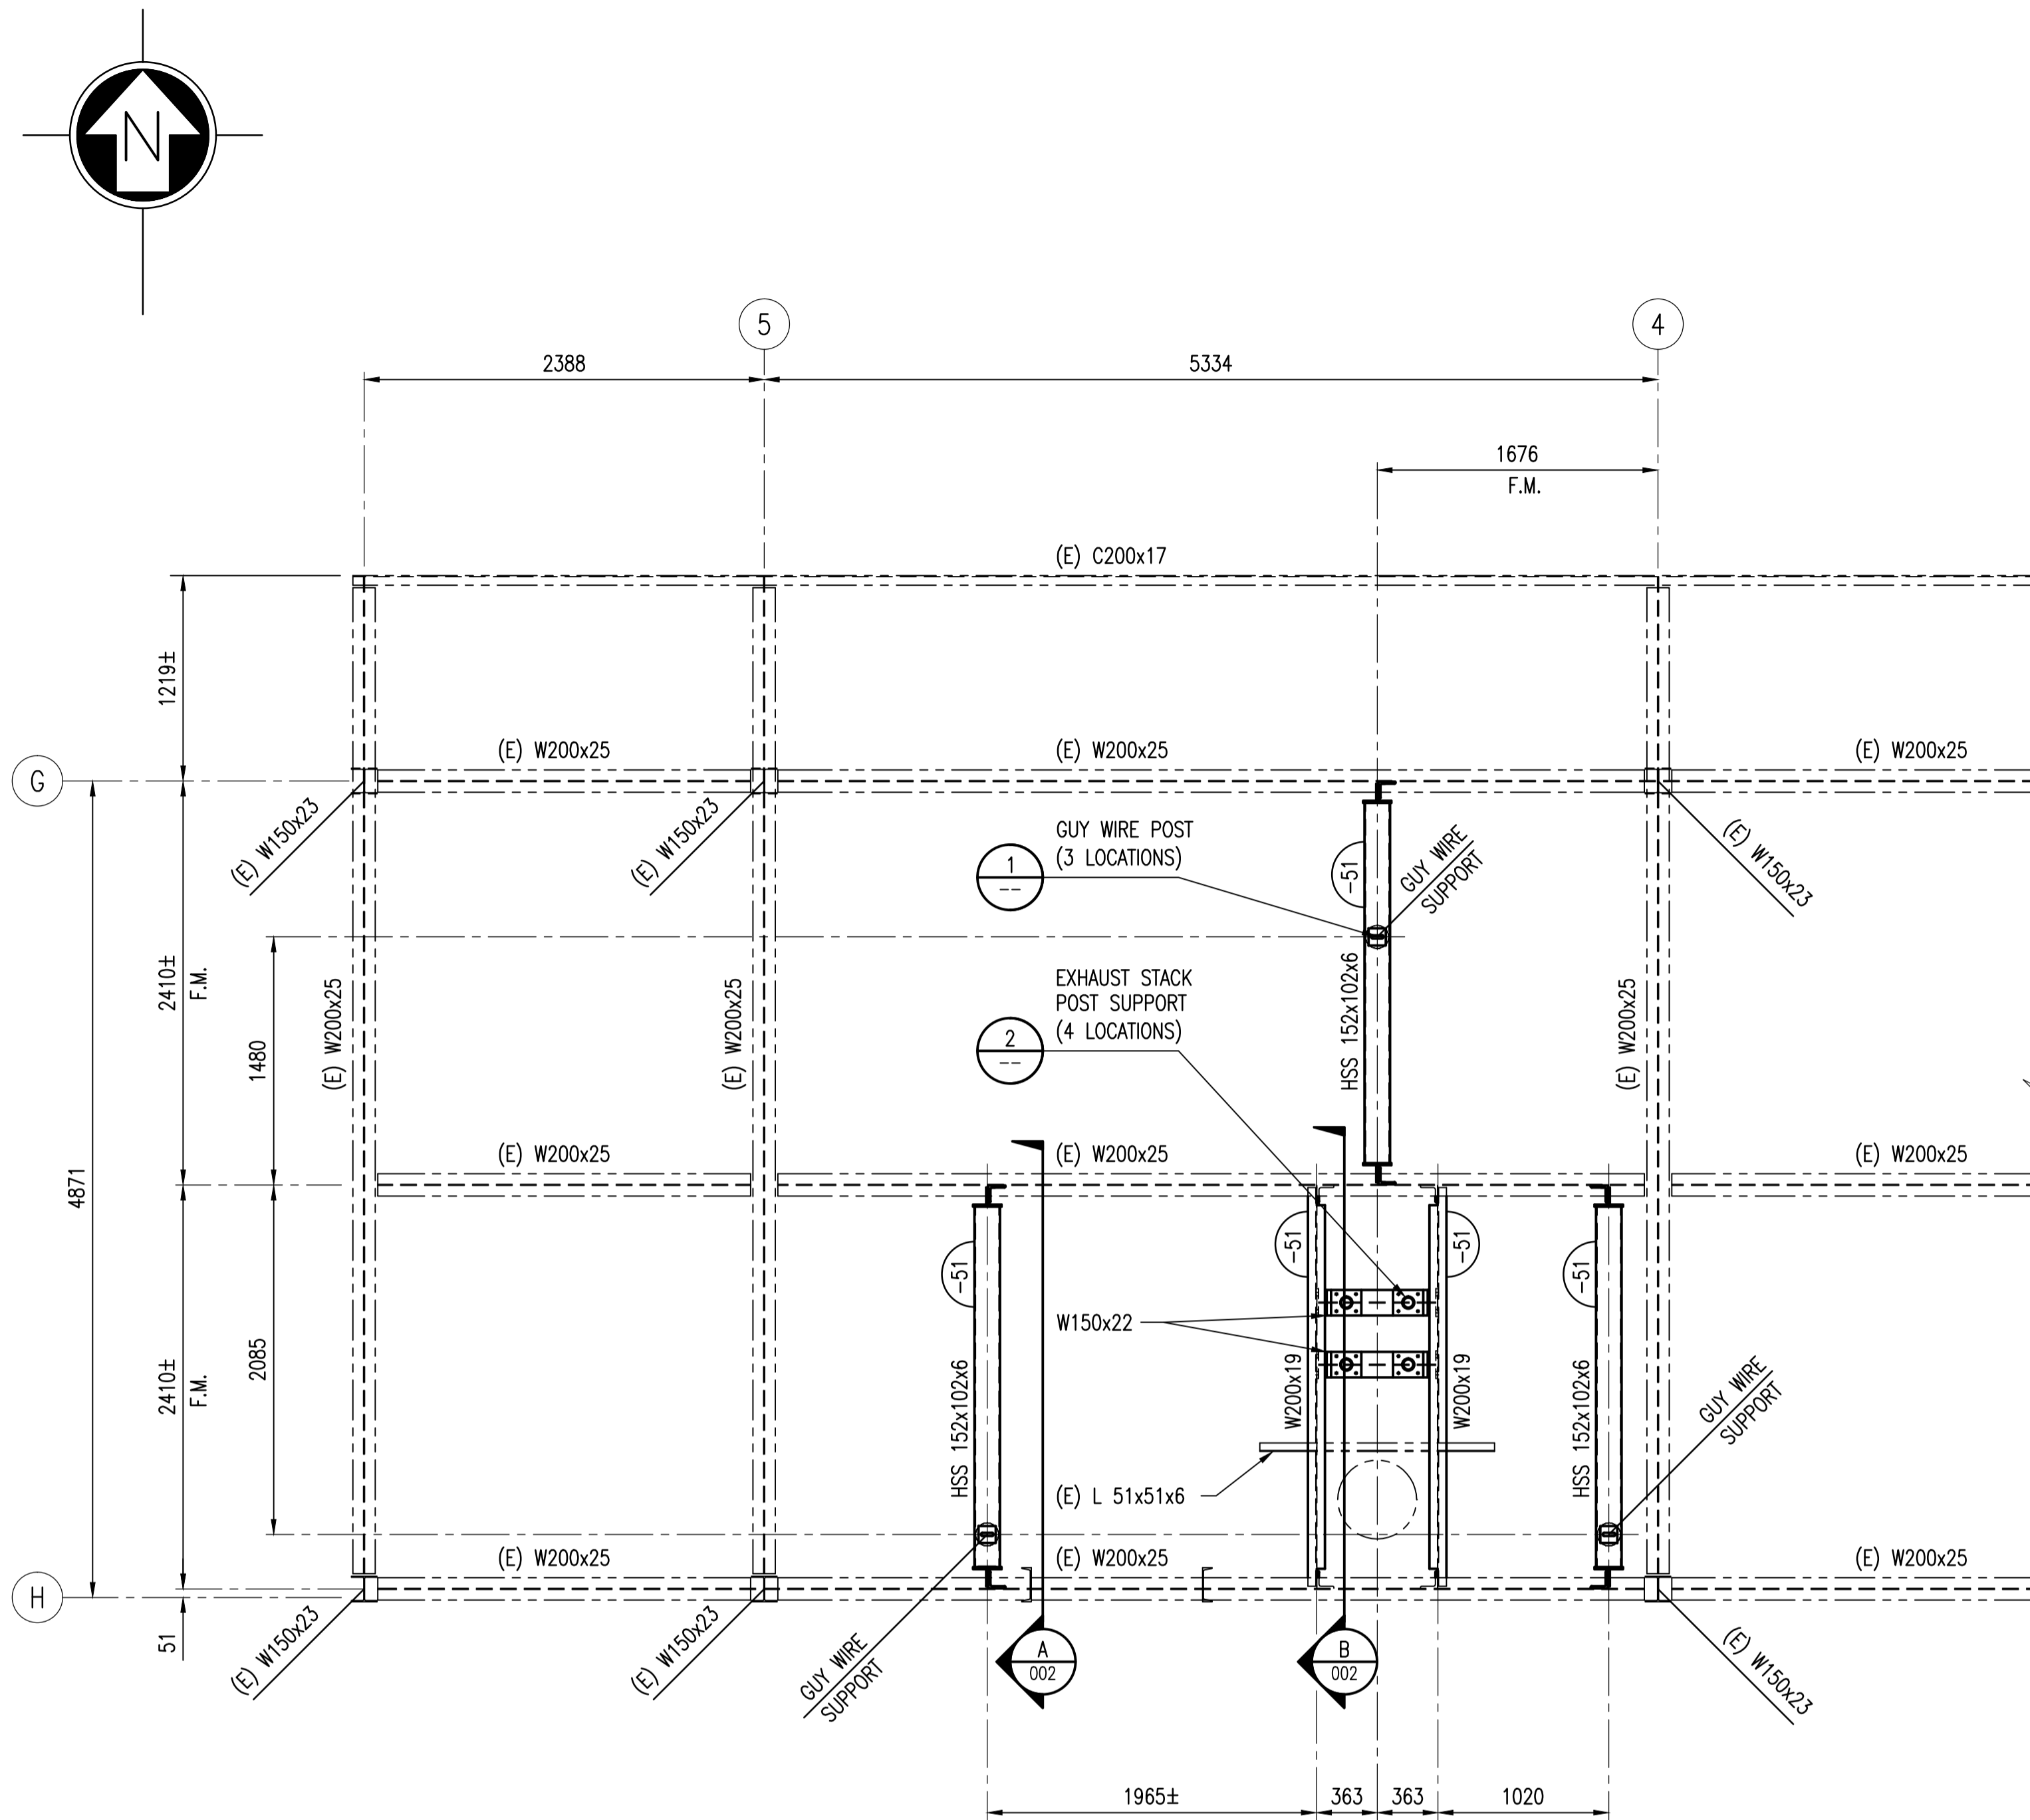 N
5
4
2388
5334
1676
F.M.
(E) C200x17
1219±
(E) W200x25
(E) W200x25
(E) W200x25
G
(E) W150x23
(E) W150x23
(E) W150x23
GUY WIRE POST
(3 LOCATIONS)
1
--
-51
GUY WIRE
SUPPORT
2410±
F.M.
1480
(E) W200x25
(E) W200x25
EXHAUST STACK
POST SUPPORT
(4 LOCATIONS)
2
--
HSS 152x102x6
(E) W200x25
4871
(E) W200x25
(E) W200x25
(E) W200x25
-51
-51
-51
-51
W150x22
2410±
F.M.
2085
HSS 152x102x6
W200x19
W200x19
HSS 152x102x6
GUY WIRE
SUPPORT
(E) L 51x51x6
(E) W200x25
(E) W200x25
(E) W200x25
H
51
(E) W150x23
(E) W150x23
GUY WIRE
SUPPORT
A
002
B
002
(E) W150x23
1965±
363
363
1020